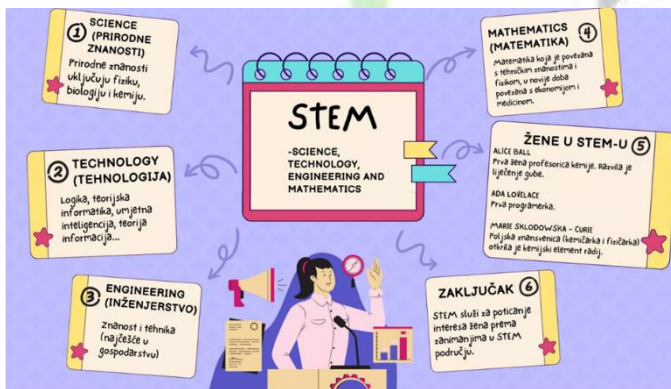 STEM
-SCIENCE,
TECHNOLOGY,
ENGINEERING AND
MATHEMATICS
1
SCIENCE
(PRIRODNE
ZNANOSTI)
Prirodne znanosti
uključuju fiziku,
biologiju i kemiju.
2
TECHNOLOGY
(TEHNOLOGIJA)
Logika, teorijska
informatika, umjetna
inteligencija, teorija
informacija...
3
ENGINEERING
(INŽENJERSTVO)
znanost i tehnika
(najčešće u
gospodarstvu)
MATHEMATICS 4
(MATEMATIKA)
Matematika koja je povezana
s tehničkim znanostima i
fizikom, u novije doba
povezana s ekonomijom i
medicinom.
ŽENE U STEM-U 5
ALICE BALL
Prva žena profesorica kemije. Razvila je
liječenje gube.
ADA LOVELACE
Prva programerka.
MARIE SKLODOWSKA - CURIE
Poljska znansvenica (kemičarka i fizičarka)
otkrila je kemijski element radij.
ZAKLJUČAK 6
STEM služi za poticanje
interesa žena prema
zanimanjima u STEM
području.